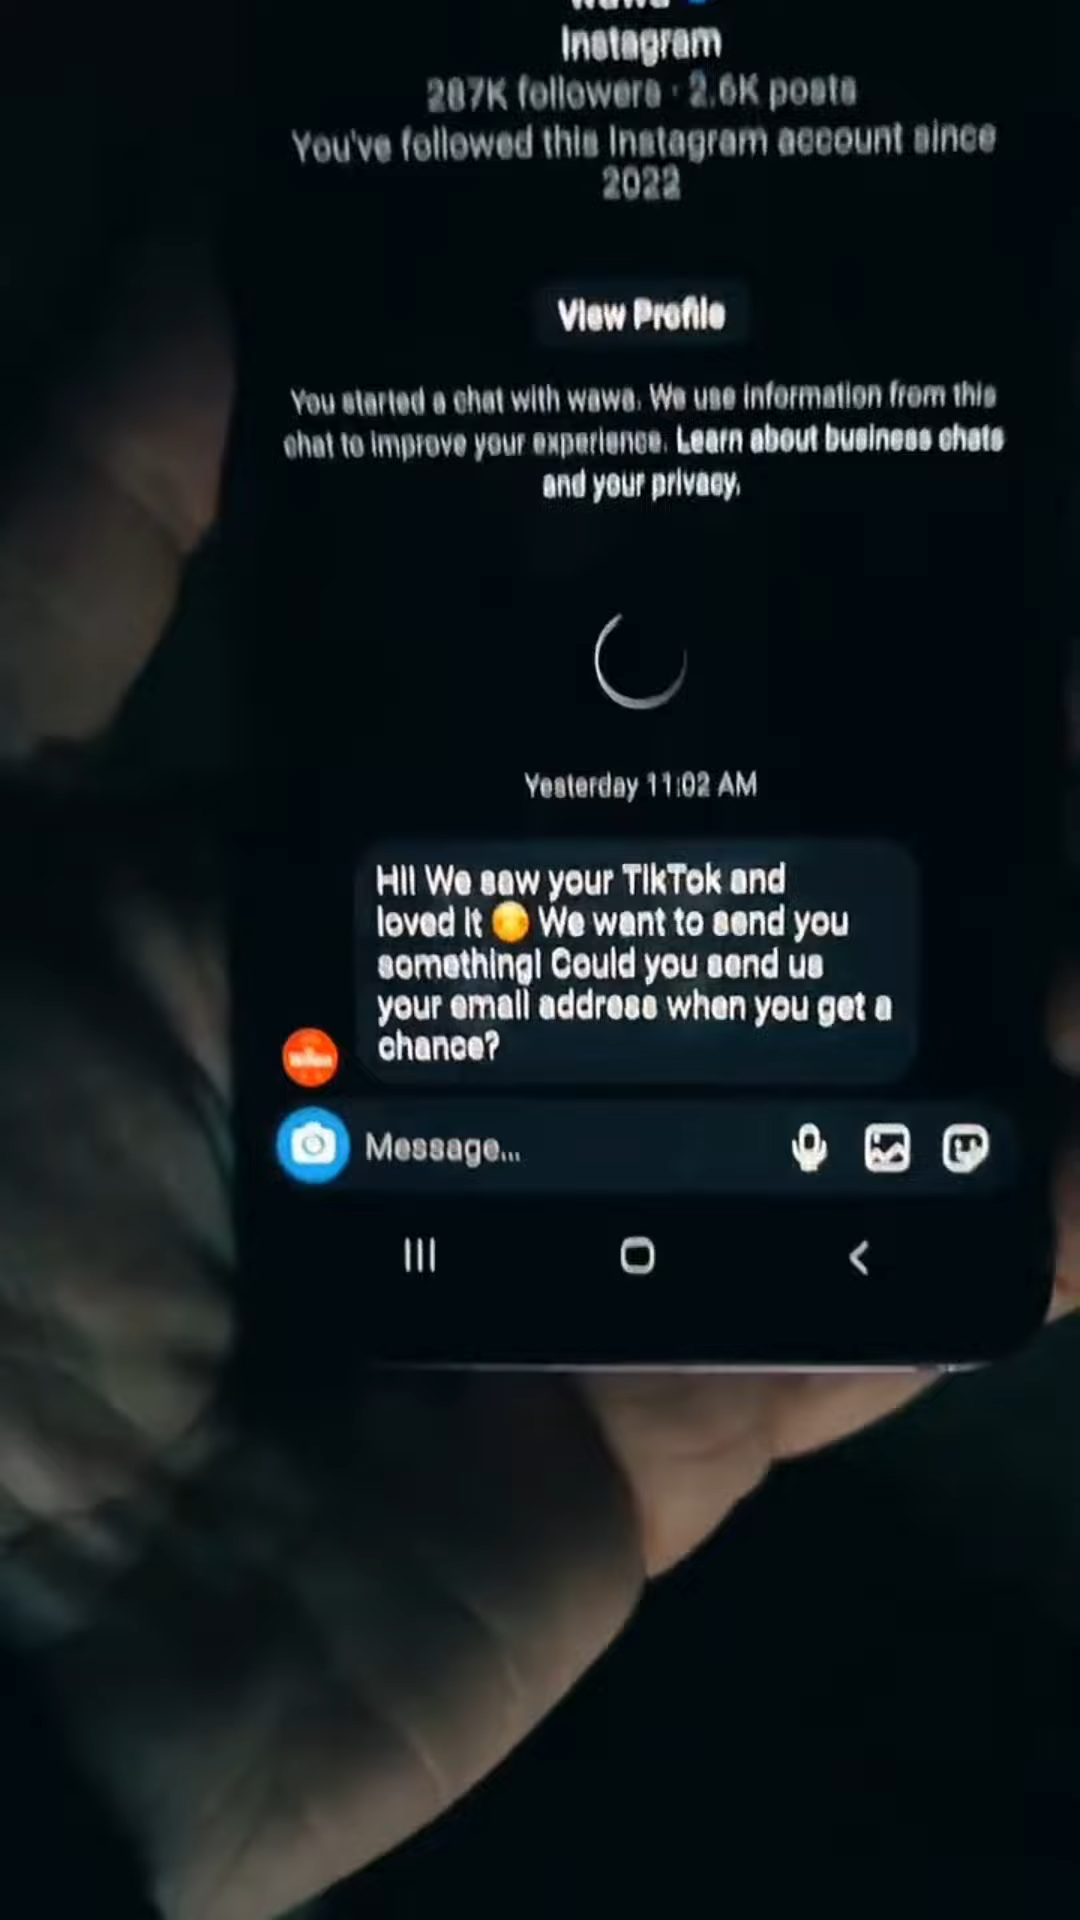 wawa
Instagram
287K followers · 2.6K posts
You've followed this Instagram account since
2022
View Profile
You started a chat with wawa. We use information from this
chat to improve your experience. Learn about business chats
and your privacy.
Yesterday 11:02 AM
Hi! We saw your TikTok and
loved it 😊 We want to send you
something! Could you send us
your email address when you get a
chance?
Message...